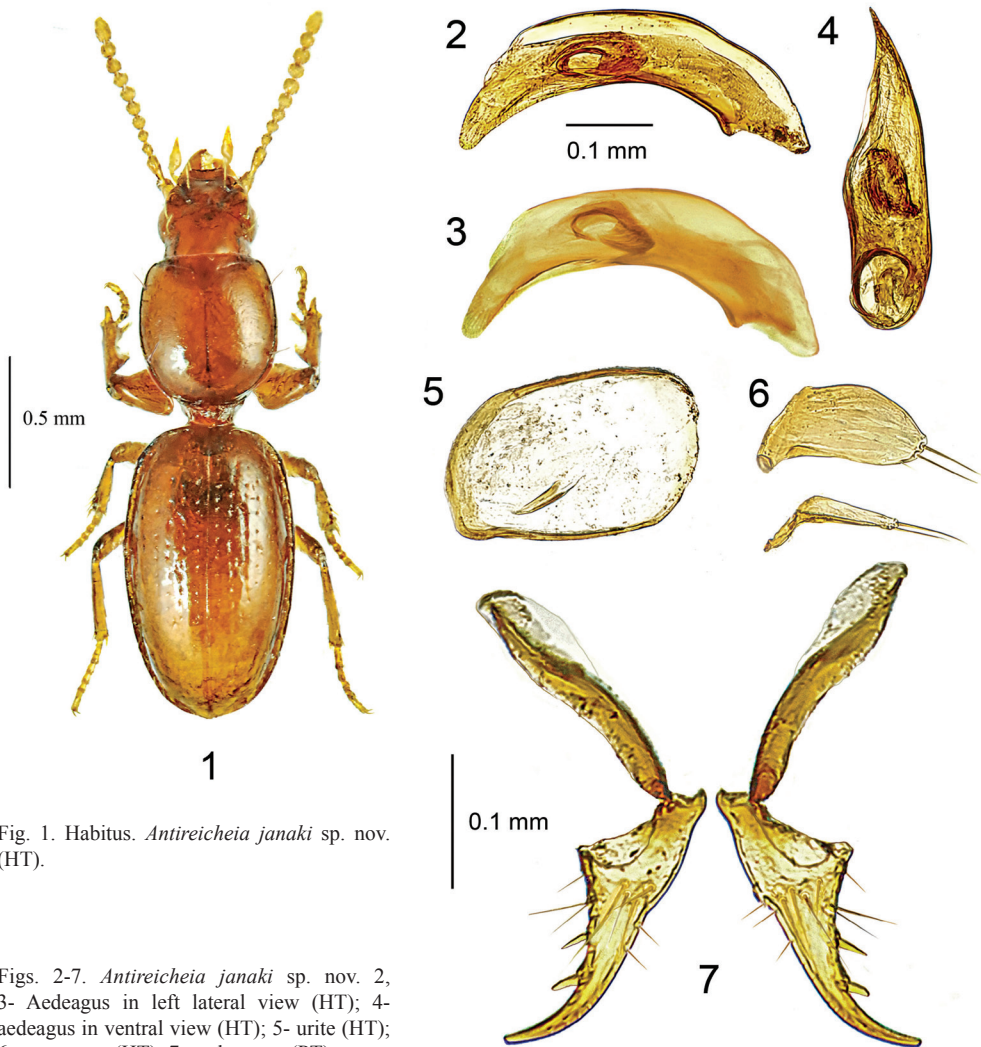 1
2
0.1 mm
3
4
5
6
7
0.5 mm
0.1 mm
Fig. 1. Habitus. Antireicheia janaki sp. nov.
(HT).
Figs. 2-7. Antireicheia janaki sp. nov. 2,
3- Aedeagus in left lateral view (HT); 4-
aedeagus in ventral view (HT); 5- urite (HT);